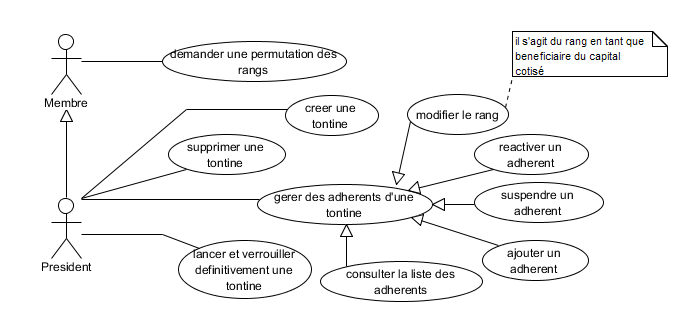 il s'agit du rang en tant que
beneficiaire du capital
cotisé
demander une permutation des
rangs
Membre
creer une
tontine
modifier le rang
supprimer une
tontine
reactiver un
adherent
gerer des adherents d'une
tontine
suspendre un
adherent
President
lancer et verrouiller
definitivement une
tontine
ajouter un
adherent
consulter la liste des
adherents